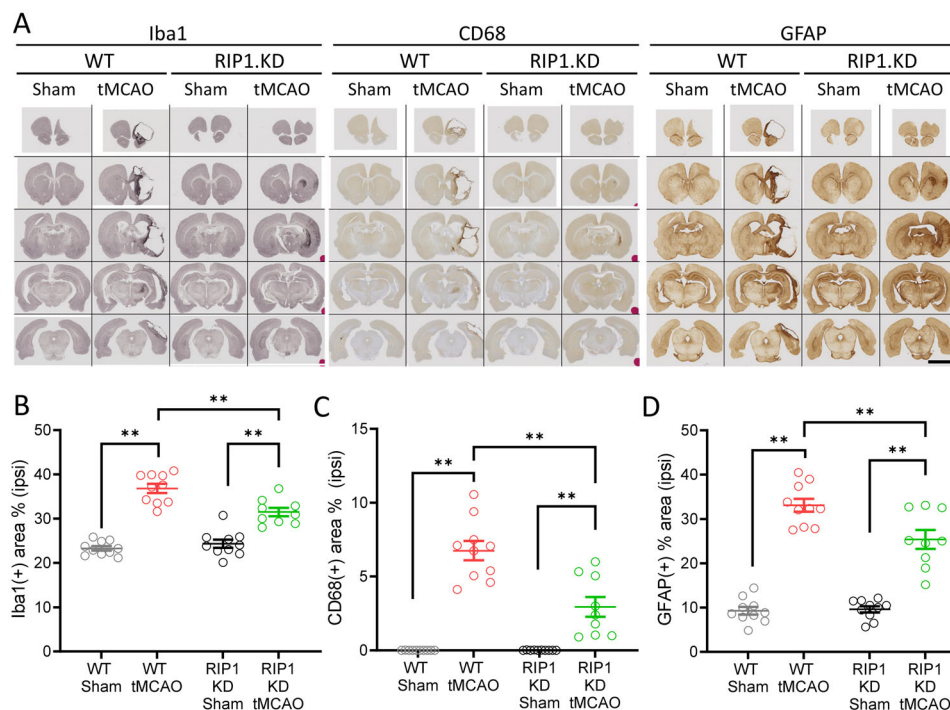 A
Iba1 CD68 GFAP
WT RIP1.KD WT RIP1.KD WT RIP1.KD
Sham tMCAO Sham tMCAO Sham tMCAO Sham tMCAO Sham tMCAO Sham tMCAO
B
Iba1(+) area % (ipsi)
50
40
30
20
10
0
**
** **
WT Sham
WT tMCAO
RIP1 KD Sham
RIP1 KD tMCAO
C
CD68(+) area % (ipsi)
15
10
5
0
**
**
**
WT Sham
WT tMCAO
RIP1 KD Sham
RIP1 KD tMCAO
D
GFAP(+) % area (ipsi)
50
40
30
20
10
0
**
**
**
WT Sham
WT tMCAO
RIP1 KD Sham
RIP1 KD tMCAO